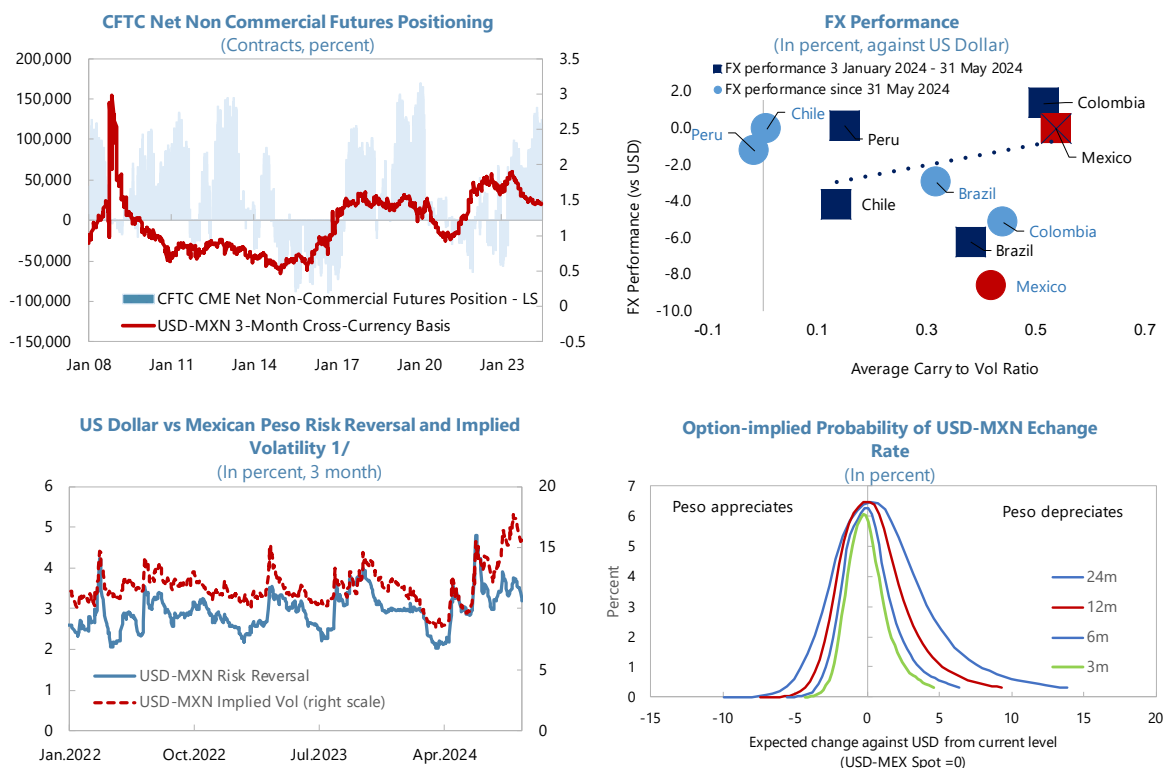 CFTC Net Non Commercial Futures Positioning
(Contracts, percent)
200,000
150,000
100,000
50,000
0
-50,000
-100,000
-150,000
3.5
3
2.5
2
1.5
1
0.5
0
-0.5
CFTC CME Net Non-Commercial Futures Position - LS
USD-MXN 3-Month Cross-Currency Basis
Jan 08
Jan 11
Jan 14
Jan 17
Jan 20
Jan 23
FX Performance
(In percent, against US Dollar)
FX performance 3 January 2024 - 31 May 2024
FX performance since 31 May 2024
FX Performance (vs USD)
2.0
0.0
-2.0
-4.0
-6.0
-8.0
-10.0
Colombia
Chile
Peru
Peru
Mexico
Brazil
Chile
Colombia
Brazil
Mexico
-0.1
0.1
0.3
0.5
0.7
Average Carry to Vol Ratio
US Dollar vs Mexican Peso Risk Reversal and Implied
Volatility 1/
(In percent, 3 month)
6
5
4
3
2
1
0
20
15
10
5
0
USD-MXN Risk Reversal
USD-MXN Implied Vol (right scale)
Jan.2022
Oct.2022
Jul.2023
Apr.2024
Option-implied Probability of USD-MXN Echange
Rate
(In percent)
Peso appreciates
Peso depreciates
Percent
7
6
5
4
3
2
1
0
24m
12m
6m
3m
-15
-10
-5
0
5
10
15
20
Expected change against USD from current level
(USD-MEX Spot =0)